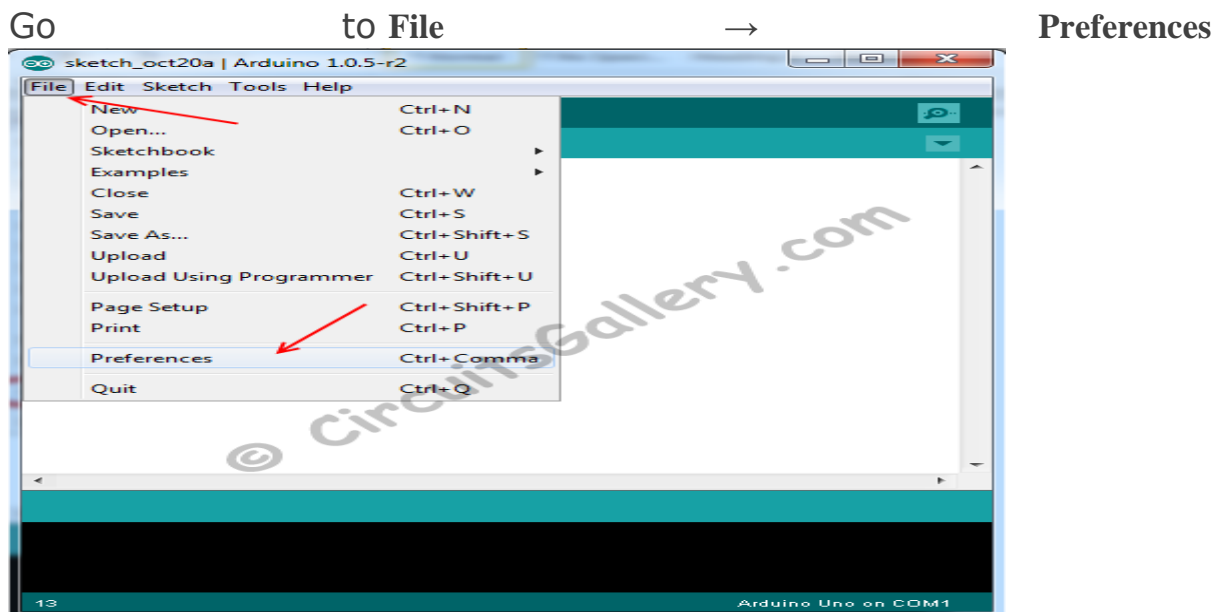 Go to File → Preferences
sketch_oct20a | Arduino 1.0.5-r2
File Edit Sketch Tools Help
New Ctrl+N
Open... Ctrl+O
Sketchbook
Examples
Close Ctrl+W
Save Ctrl+S
Save As... Ctrl+Shift+S
Upload Ctrl+U
Upload Using Programmer Ctrl+Shift+U
Page Setup Ctrl+Shift+P
Print Ctrl+P
Preferences Ctrl+Comma
Quit Ctrl+Q
© CircuitsGallery.com
13 Arduino Uno on COM1